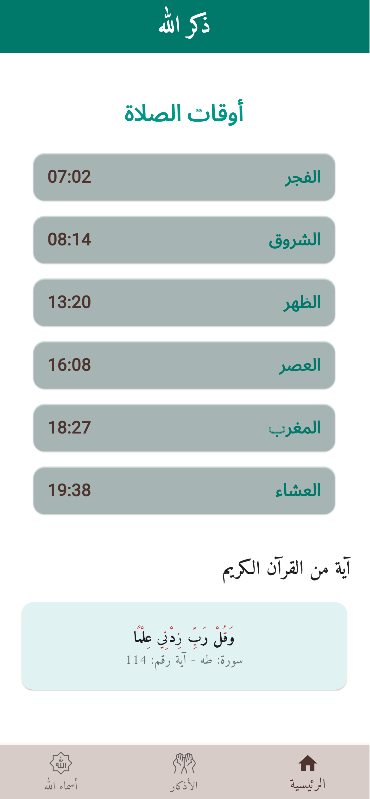 ذكر الله
أوقات الصلاة
الفجر 07:02
الشروق 08:14
الظهر 13:20
العصر 16:08
المغرب 18:27
العشاء 19:38
آية من القرآن الكريم
وَقُلْ رَبِّ زِدْنِي عِلْمًا
سورة: طه - آية رقم: 114
الرئيسية
الأذكار
الله
أسماء الله